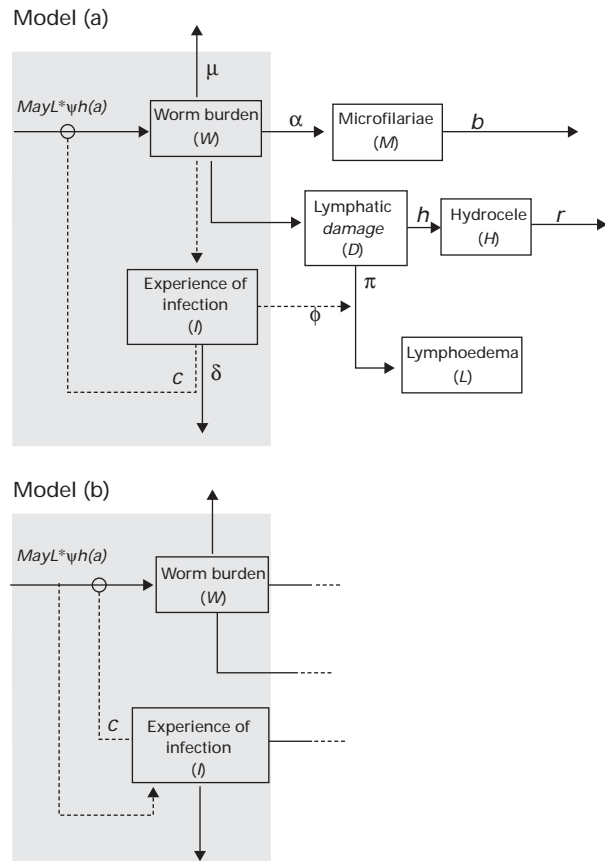 Model (a)
μ
MayL*ψh(a)
Worm burden
(W)
α
Microfilariae
(M)
b
Lymphatic
damage
(D)
h
Hydrocele
(H)
r
π
Experience of
infection
(I)
ϕ
Lymphoedema
(L)
c
δ
Model (b)
MayL*ψh(a)
Worm burden
(W)
c
Experience of
infection
(I)